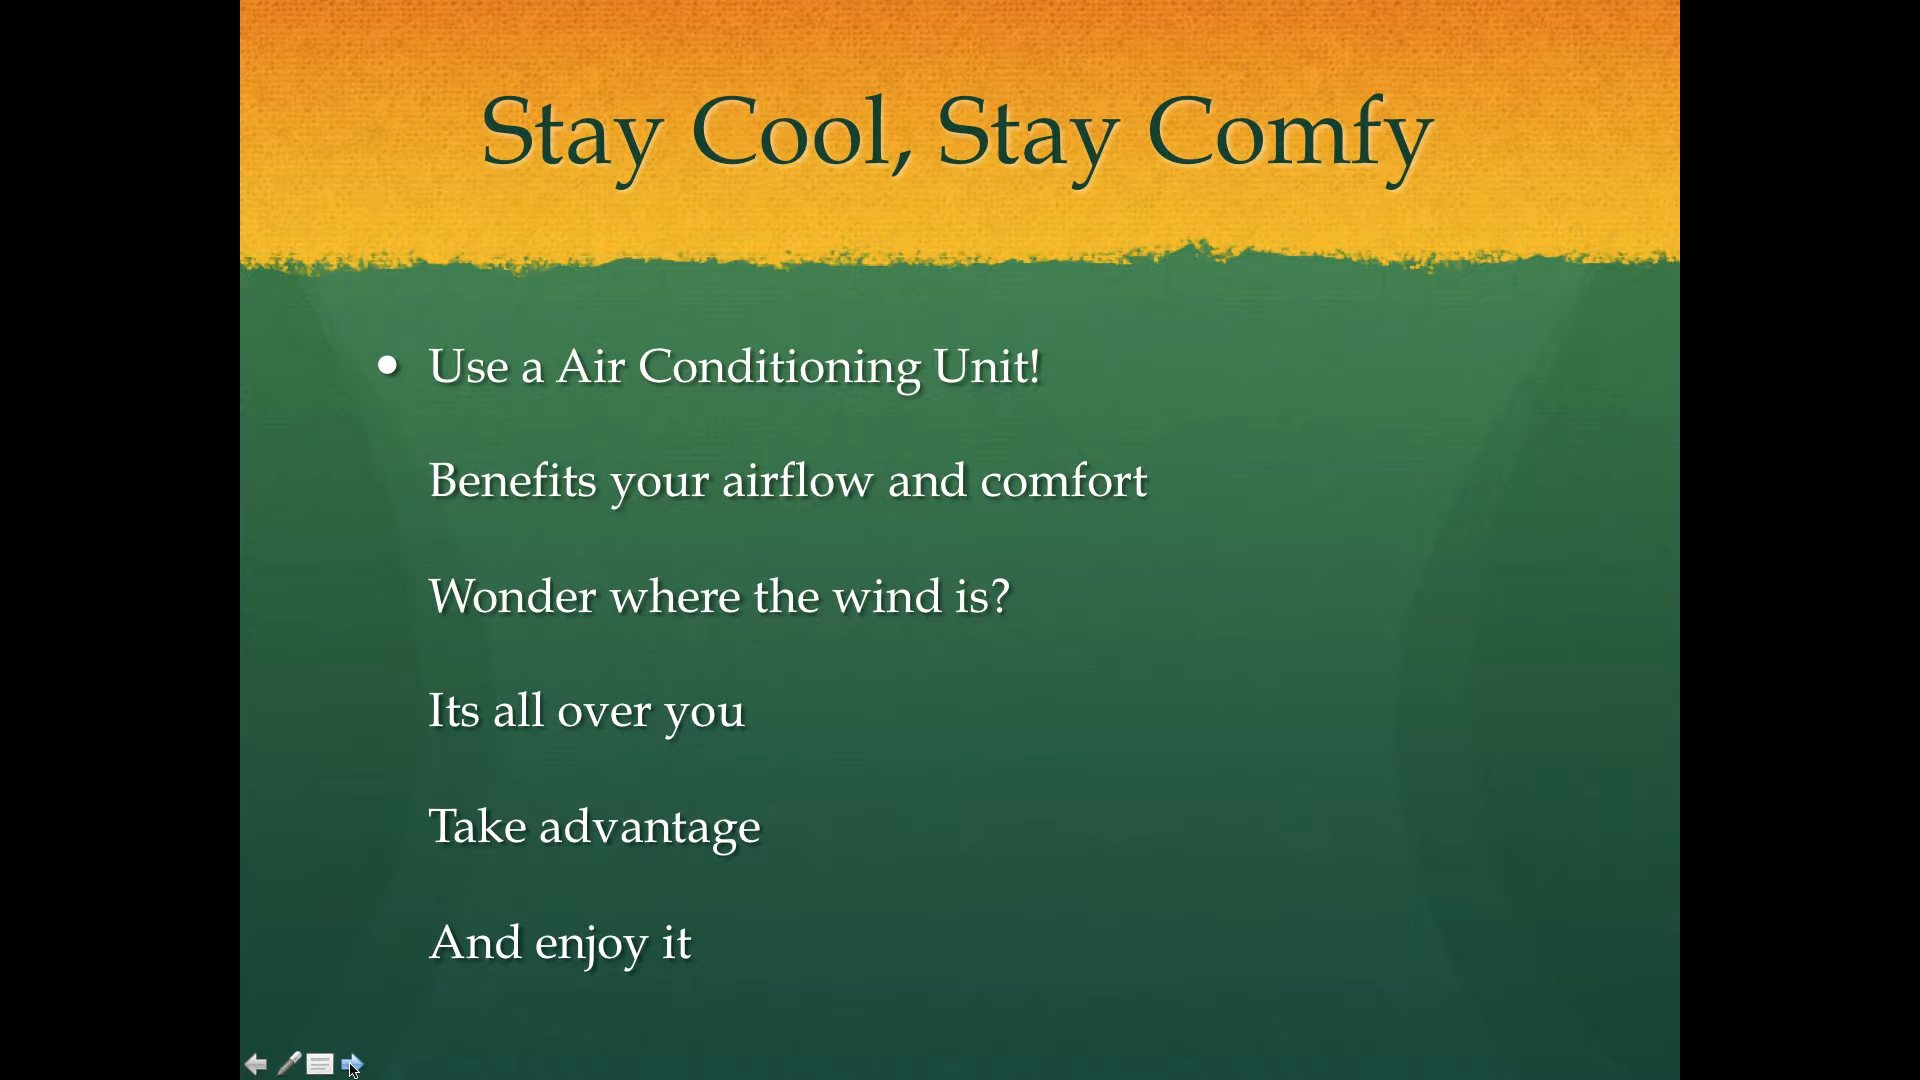 Stay Cool, Stay Comfy
• Use a Air Conditioning Unit!
Benefits your airflow and comfort
Wonder where the wind is?
Its all over you
Take advantage
And enjoy it